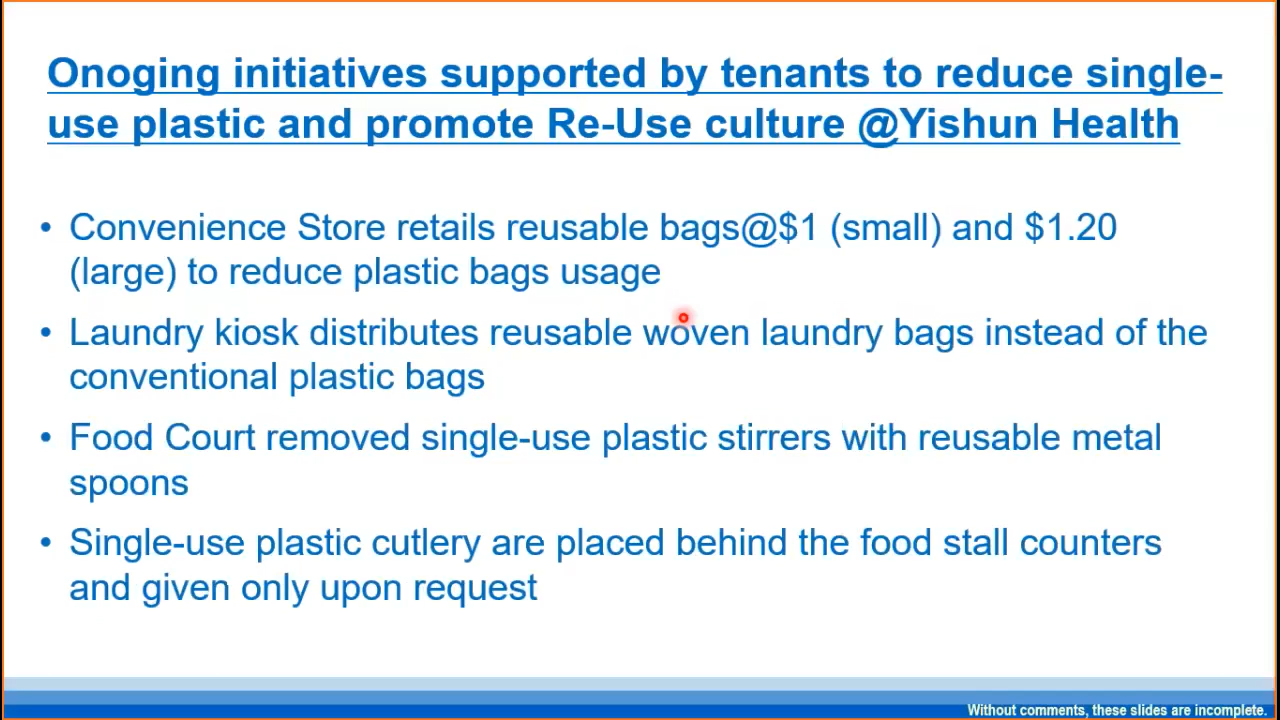 Onoging initiatives supported by tenants to reduce single-
use plastic and promote Re-Use culture @Yishun Health
• Convenience Store retails reusable bags@$1 (small) and $1.20
(large) to reduce plastic bags usage
• Laundry kiosk distributes reusable woven laundry bags instead of the
conventional plastic bags
• Food Court removed single-use plastic stirrers with reusable metal
spoons
• Single-use plastic cutlery are placed behind the food stall counters
and given only upon request
Without comments, these slides are incomplete.